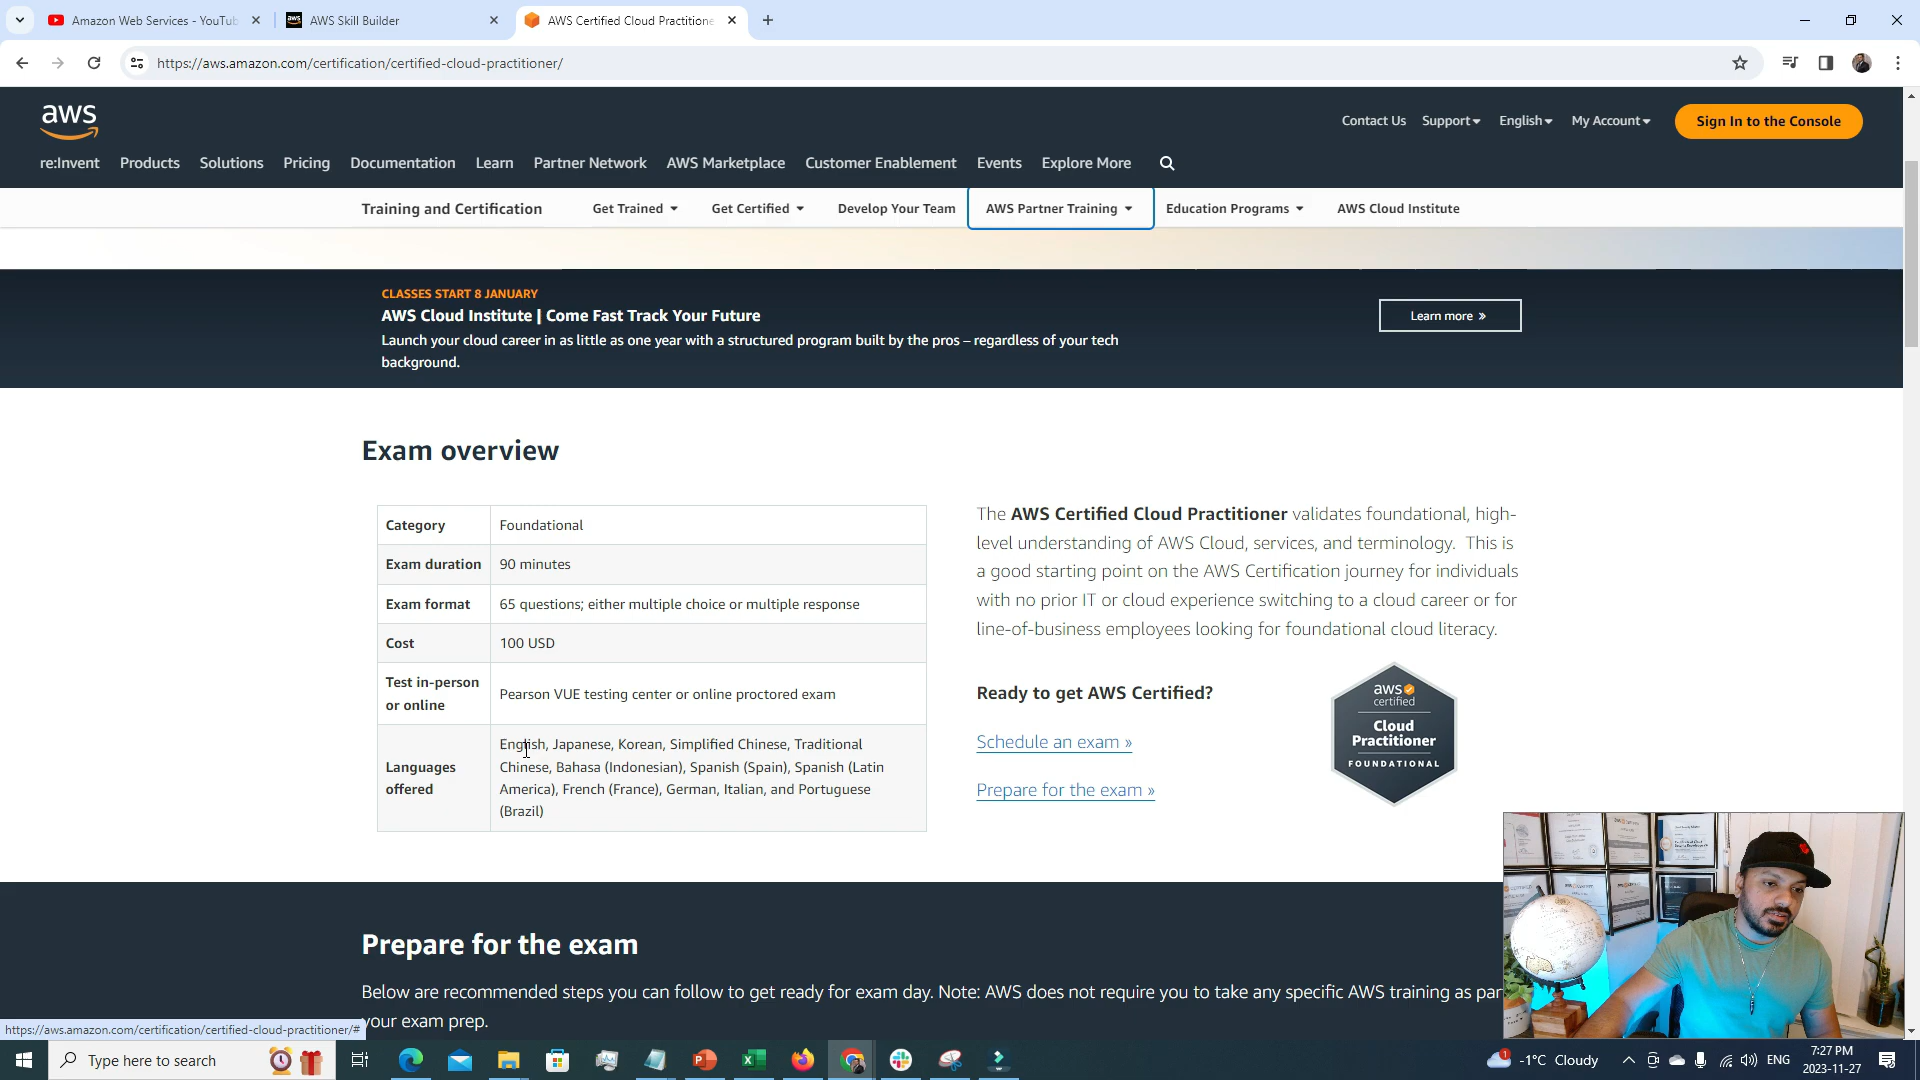 Amazon Web Services - YouTub
AWS Skill Builder
AWS Certified Cloud Practitione
https://aws.amazon.com/certification/certified-cloud-practitioner/
aws
Contact Us Support English My Account Sign In to the Console
re:Invent Products Solutions Pricing Documentation Learn Partner Network AWS Marketplace Customer Enablement Events Explore More
Training and Certification Get Trained Get Certified Develop Your Team AWS Partner Training Education Programs AWS Cloud Institute
CLASSES START 8 JANUARY
AWS Cloud Institute | Come Fast Track Your Future
Launch your cloud career in as little as one year with a structured program built by the pros – regardless of your tech
background.
Learn more »
Exam overview
Category Foundational
Exam duration 90 minutes
Exam format 65 questions; either multiple choice or multiple response
Cost 100 USD
Test in-person
or online
Pearson VUE testing center or online proctored exam
Languages
offered
English, Japanese, Korean, Simplified Chinese, Traditional
Chinese, Bahasa (Indonesian), Spanish (Spain), Spanish (Latin
America), French (France), German, Italian, and Portuguese
(Brazil)
The AWS Certified Cloud Practitioner validates foundational, high-
level understanding of AWS Cloud, services, and terminology. This is
a good starting point on the AWS Certification journey for individuals
with no prior IT or cloud experience switching to a cloud career or for
line-of-business employees looking for foundational cloud literacy.
Ready to get AWS Certified?
Schedule an exam »
Prepare for the exam »
aws
certified
Cloud
Practitioner
FOUNDATIONAL
Prepare for the exam
Below are recommended steps you can follow to get ready for exam day. Note: AWS does not require you to take any specific AWS training as par
your exam prep.
https://aws.amazon.com/certification/certified-cloud-practitioner/#
Type here to search
1
-1°C Cloudy
ENG
7:27 PM
2023-11-27